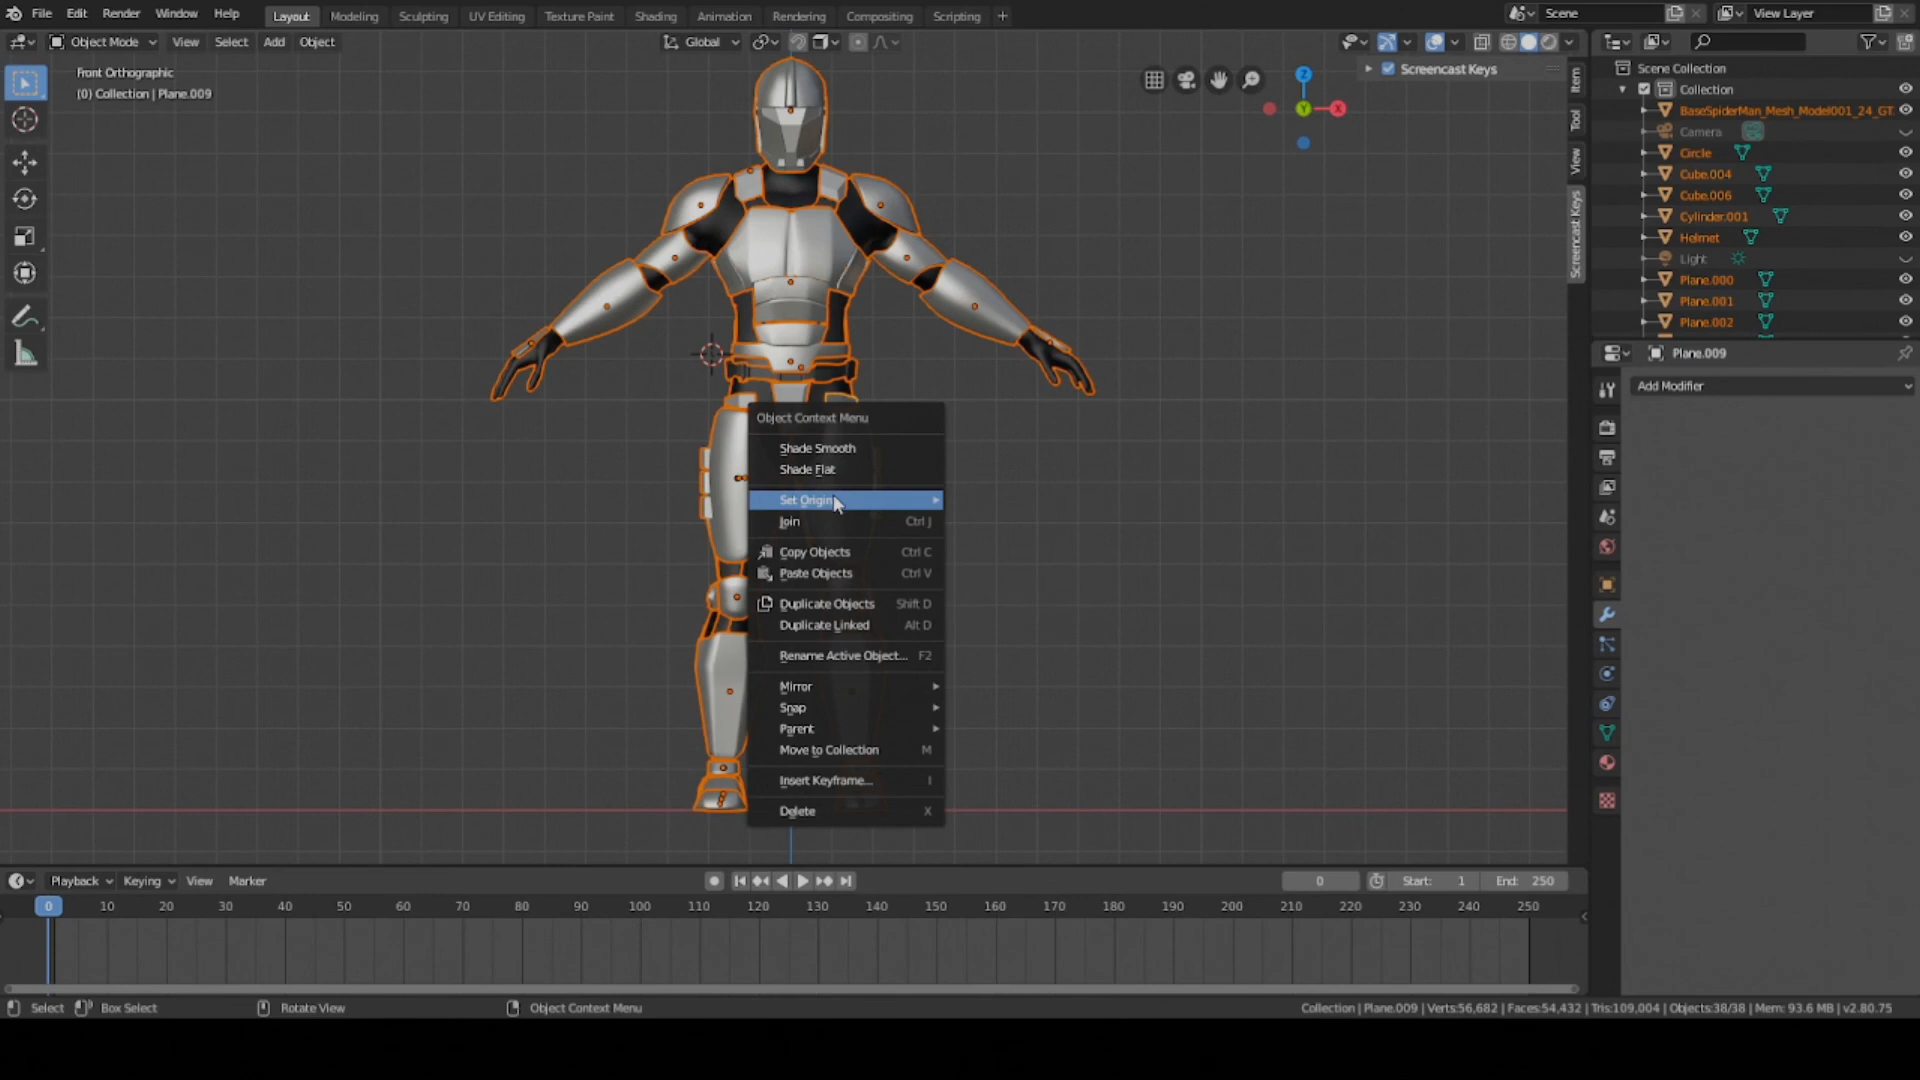 File Edit Render Window Help Layout Modeling Sculpting UV Editing Texture Paint Shading Animation Rendering Compositing Scripting + Scene View Layer
Object Mode View Select Add Object Global
Front Orthographic
(0) Collection | Plane.009
Screencast Keys
Z
Y
X
Item
Tool
View
Screencast Keys
Scene Collection
Collection
BaseSpiderMan_Mesh_Model001_24_GT
Camera
Circle
Cube.004
Cube.006
Cylinder.001
Helmet
Light
Plane.000
Plane.001
Plane.002
Plane.009
Add Modifier
Object Context Menu
Shade Smooth
Shade Flat
Set Origin
Join Ctrl J
Copy Objects Ctrl C
Paste Objects Ctrl V
Duplicate Objects Shift D
Duplicate Linked Alt D
Rename Active Object... F2
Mirror
Snap
Parent
Move to Collection M
Insert Keyframe... I
Delete X
Playback Keying View Marker 0 Start: 1 End: 250
0 10 20 30 40 50 60 70 80 90 100 110 120 130 140 150 160 170 180 190 200 210 220 230 240 250
Select Box Select Rotate View Object Context Menu Collection | Plane.009 | Verts:56,682 | Faces:54,432 | Tris:109,004 | Objects:38/38 | Mem: 93.6 MB | v2.80.75